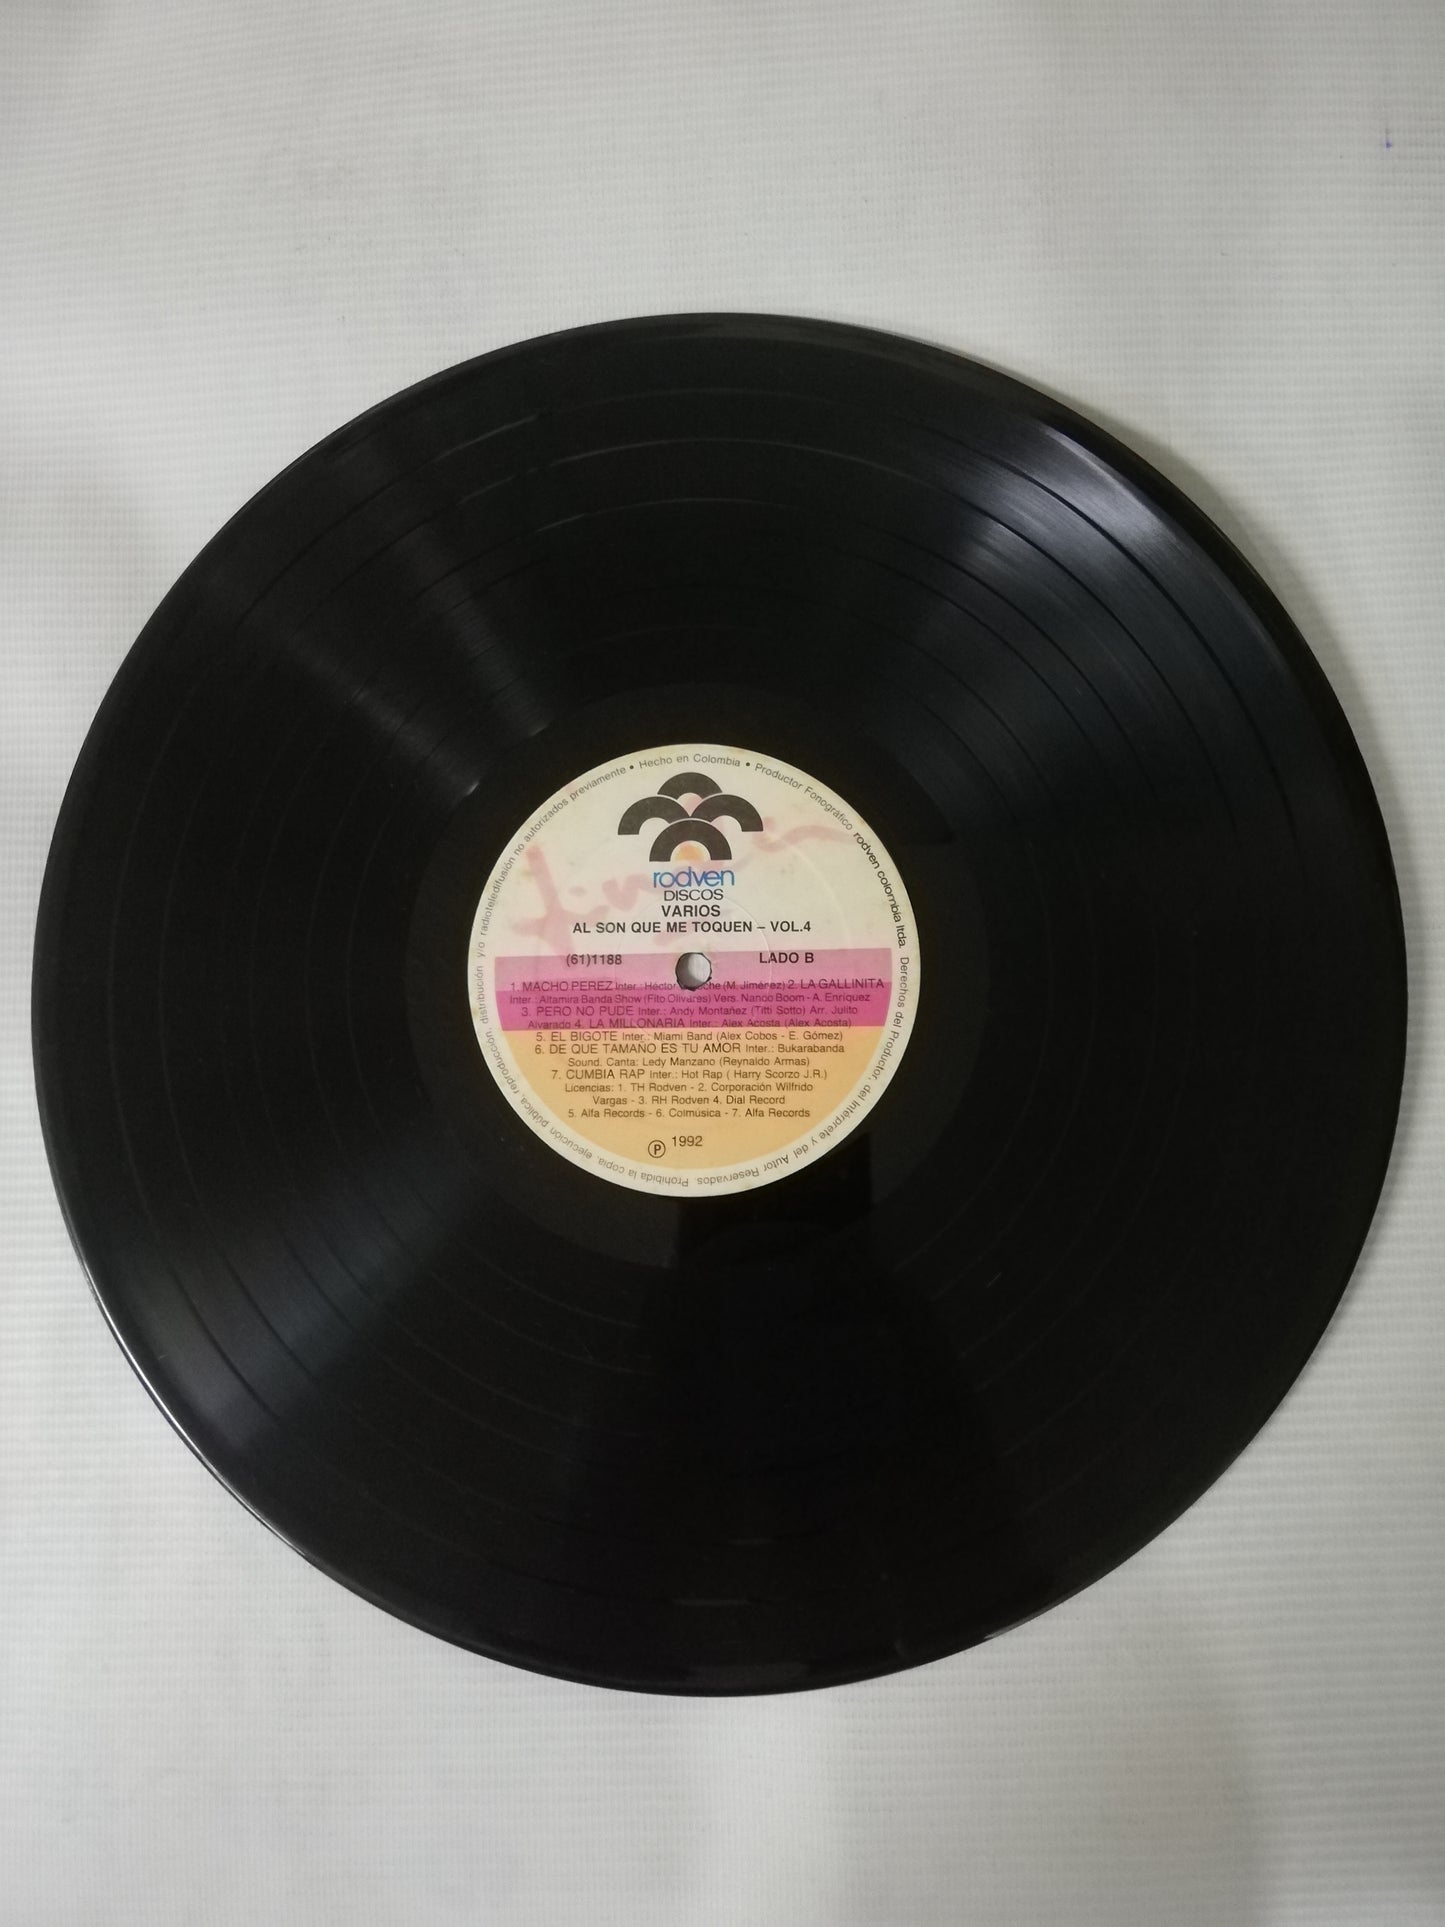 Hecho en Colombia • Productor Fonográfico rodven colombia ltda. Derechos del Productor, del Intérprete y del Autor Reservados. Prohibida la copia, ejecución pública, reproducción, distribución y/o radioteledifusión no autorizados previamente •
rodven
DISCOS
VARIOS
AL SON QUE ME TOQUEN – VOL.4
(61)1188 LADO B
1. MACHO PEREZ Inter.: Héctor (M. Jiménez) 2. LA GALLINITA
Inter.: Altamira Banda Show (Fito Olivares) Vers. Nanco Boom - A. Enríquez
3. PERO NO PUDE Inter.: Andy Montañez (Titti Sotto) Arr. Julito
Alvarado 4. LA MILLONARIA Inter.: Alex Acosta (Alex Acosta)
5. EL BIGOTE Inter.: Miami Band (Alex Cobos - E. Gómez)
6. DE QUE TAMAÑO ES TU AMOR Inter.: Bukarabanda
Sound. Canta: Ledy Manzano (Reynaldo Armas)
7. CUMBIA RAP Inter.: Hot Rap ( Harry Scorzo J.R.)
Licencias: 1. TH Rodven - 2. Corporación Wilfrido
Vargas - 3. RH Rodven 4. Dial Record
5. Alfa Records - 6. Colmúsica - 7. Alfa Records
Ⓟ 1992